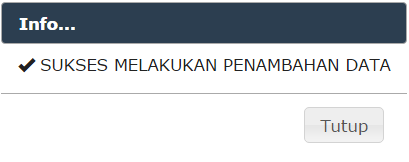 Info...
SUKSES MELAKUKAN PENAMBAHAN DATA
Tutup